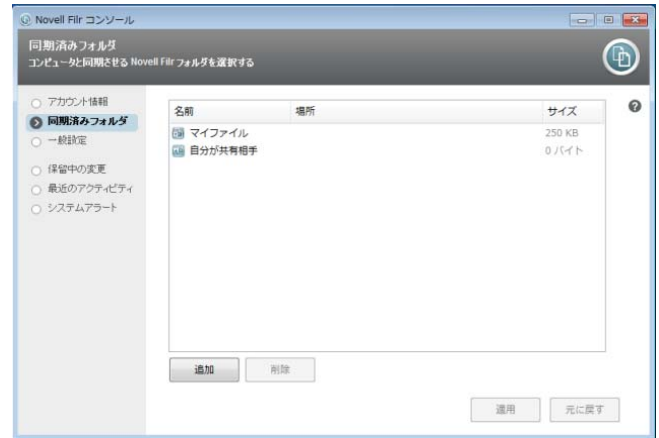 Novell Filr コンソール
同期済みフォルダ
コンピュータと同期させる Novell Filr フォルダを選択する
アカウント情報
同期済みフォルダ
一般設定
保留中の変更
最近のアクティビティ
システムアラート
名前 場所 サイズ
マイファイル 250 KB
自分が共有相手 0 バイト
追加 削除
適用 元に戻す